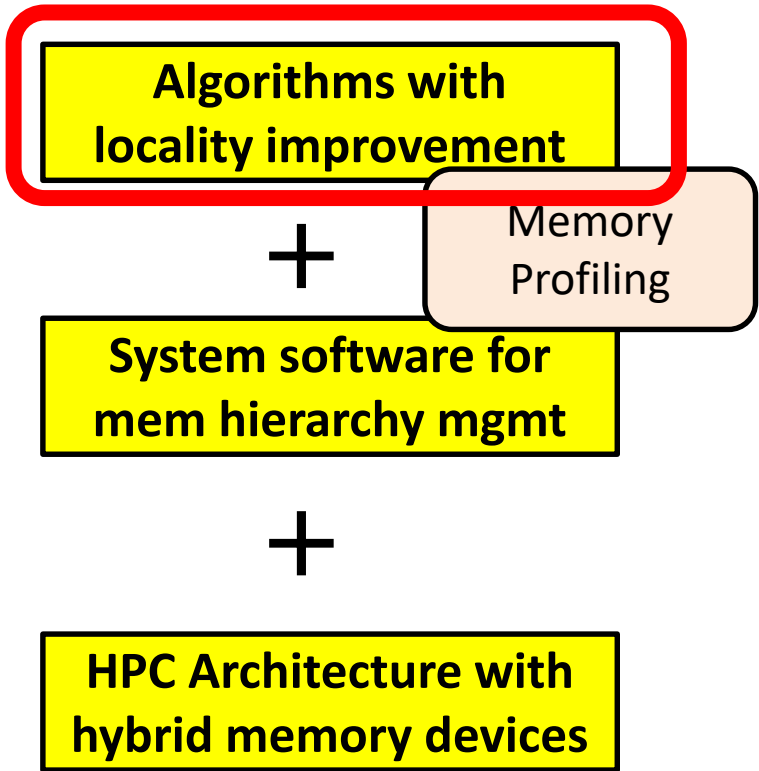 Algorithms with
locality improvement
+
Memory
Profiling
System software for
mem hierarchy mgmt
+
HPC Architecture with
hybrid memory devices